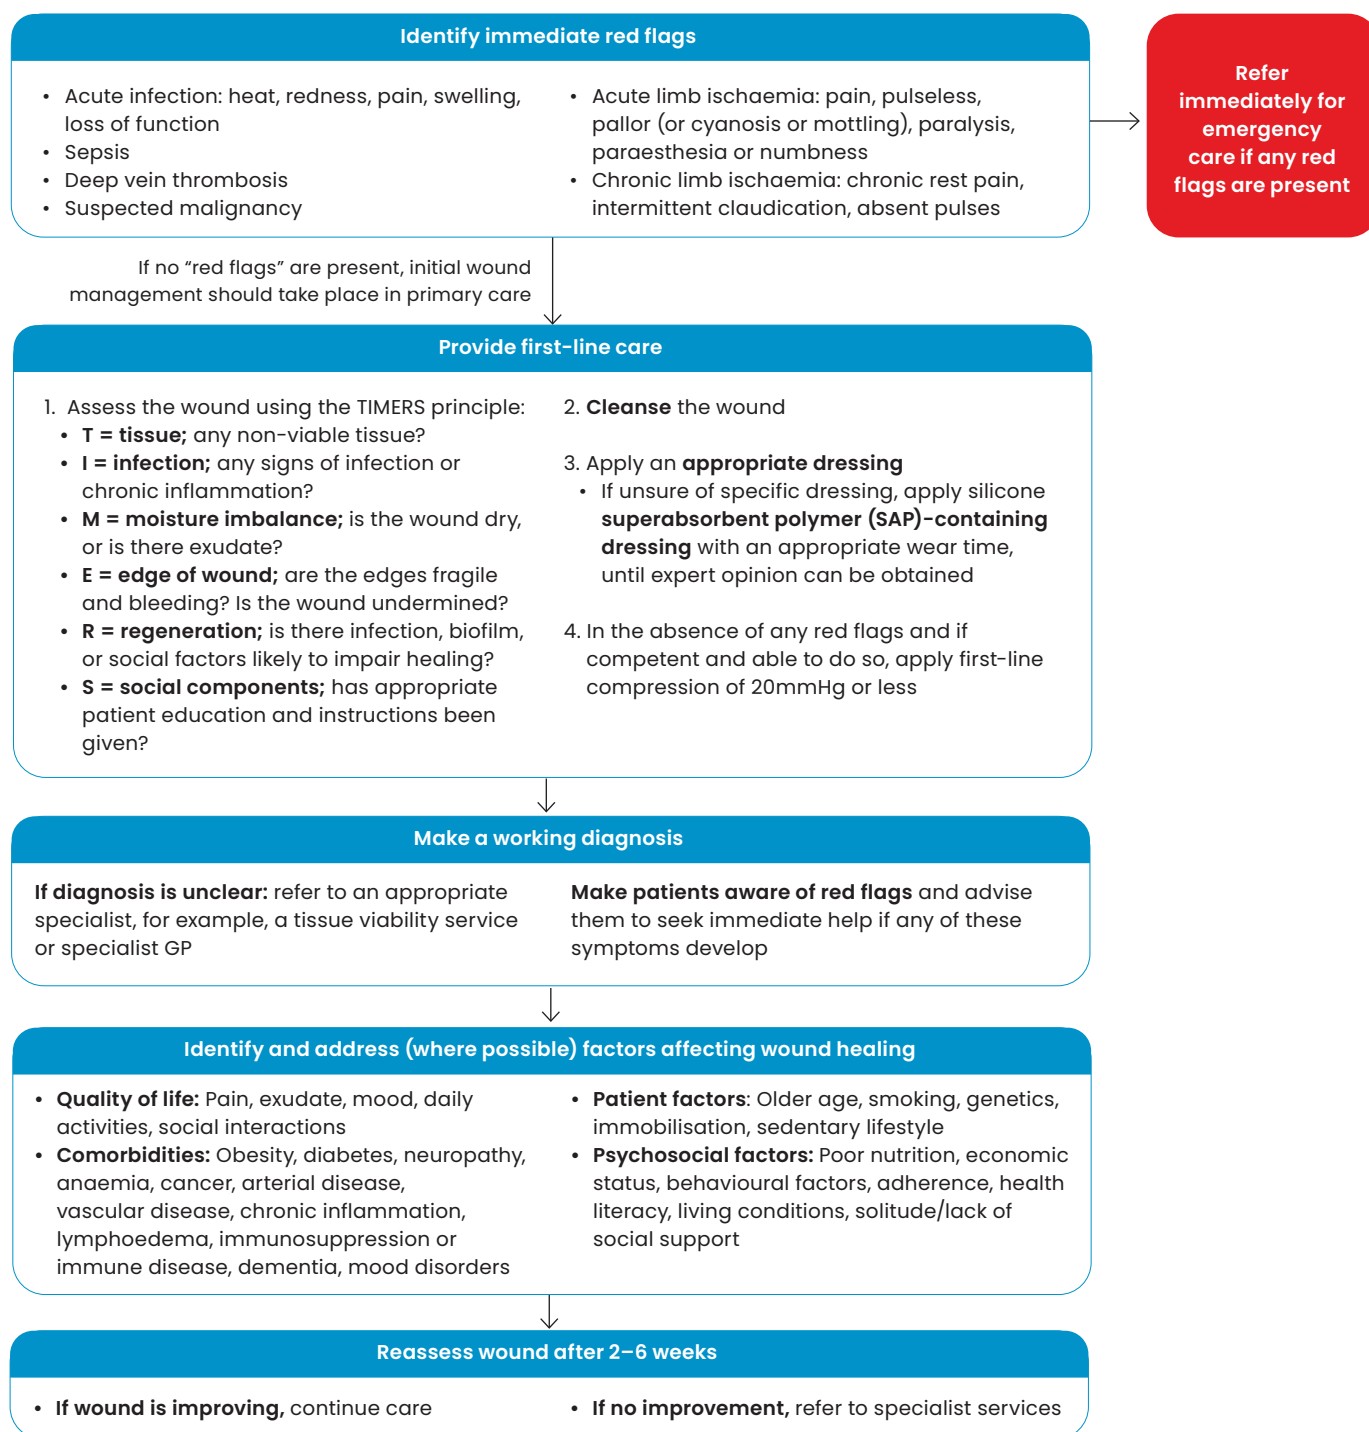 Identify immediate red flags
• Acute infection: heat, redness, pain, swelling,
loss of function
• Sepsis
• Deep vein thrombosis
• Suspected malignancy
• Acute limb ischaemia: pain, pulseless,
pallor (or cyanosis or mottling), paralysis,
paraesthesia or numbness
• Chronic limb ischaemia: chronic rest pain,
intermittent claudication, absent pulses
Refer
immediately for
emergency
care if any red
flags are present
If no “red flags” are present, initial wound
management should take place in primary care
Provide first-line care
1. Assess the wound using the TIMERS principle:
• T = tissue; any non-viable tissue?
• I = infection; any signs of infection or
chronic inflammation?
• M = moisture imbalance; is the wound dry,
or is there exudate?
• E = edge of wound; are the edges fragile
and bleeding? Is the wound undermined?
• R = regeneration; is there infection, biofilm,
or social factors likely to impair healing?
• S = social components; has appropriate
patient education and instructions been
given?
2. Cleanse the wound
3. Apply an appropriate dressing
• If unsure of specific dressing, apply silicone
superabsorbent polymer (SAP)-containing
dressing with an appropriate wear time,
until expert opinion can be obtained
4. In the absence of any red flags and if
competent and able to do so, apply first-line
compression of 20mmHg or less
Make a working diagnosis
If diagnosis is unclear: refer to an appropriate
specialist, for example, a tissue viability service
or specialist GP
Make patients aware of red flags and advise
them to seek immediate help if any of these
symptoms develop
Identify and address (where possible) factors affecting wound healing
• Quality of life: Pain, exudate, mood, daily
activities, social interactions
• Comorbidities: Obesity, diabetes, neuropathy,
anaemia, cancer, arterial disease,
vascular disease, chronic inflammation,
lymphoedema, immunosuppression or
immune disease, dementia, mood disorders
• Patient factors: Older age, smoking, genetics,
immobilisation, sedentary lifestyle
• Psychosocial factors: Poor nutrition, economic
status, behavioural factors, adherence, health
literacy, living conditions, solitude/lack of
social support
Reassess wound after 2–6 weeks
• If wound is improving, continue care
• If no improvement, refer to specialist services